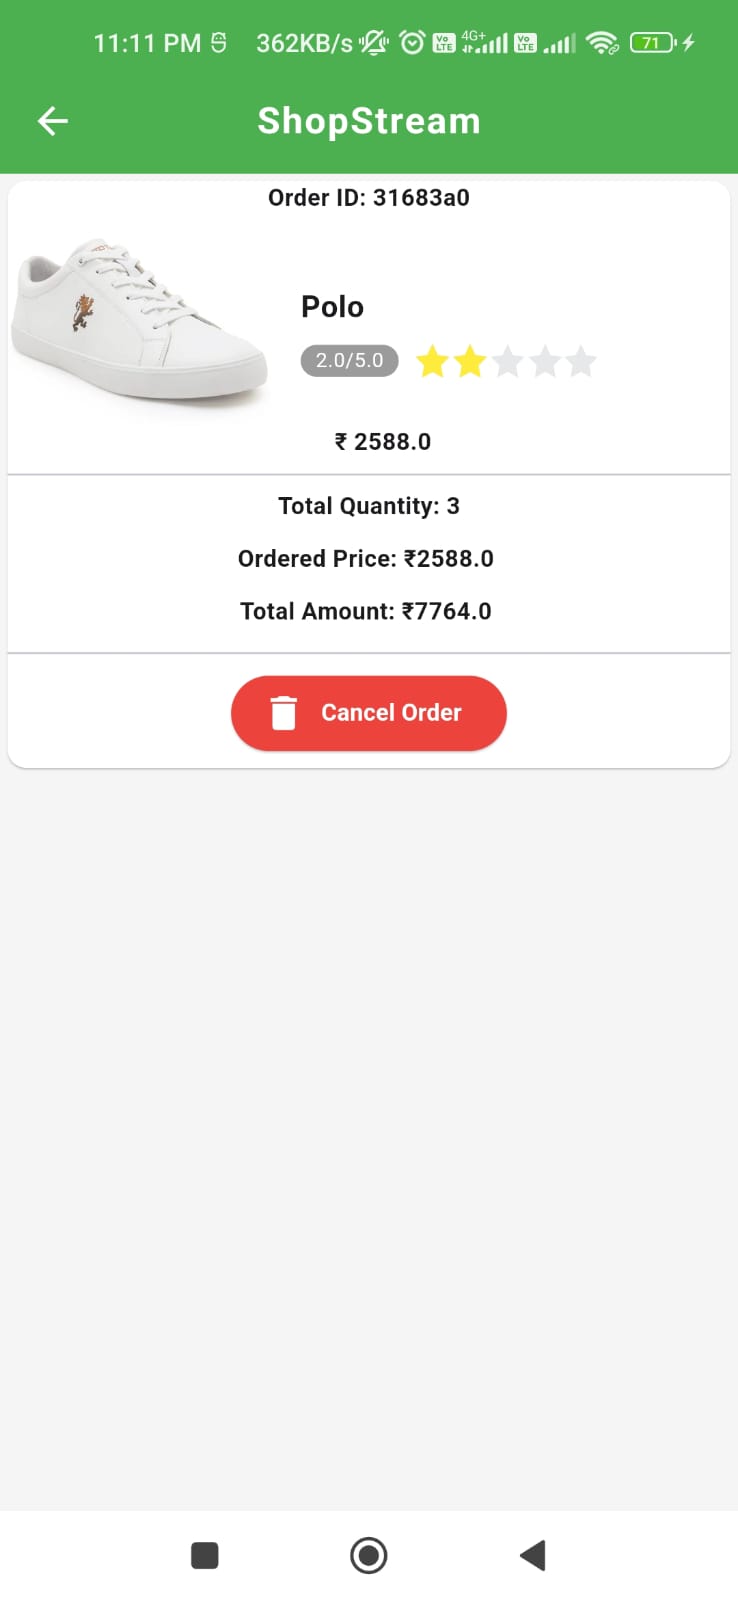 11:11 PM 362KB/s Vo LTE 4G+ Vo LTE 71
ShopStream
Order ID: 31683a0
Polo
2.0/5.0
₹ 2588.0
Total Quantity: 3
Ordered Price: ₹2588.0
Total Amount: ₹7764.0
Cancel Order